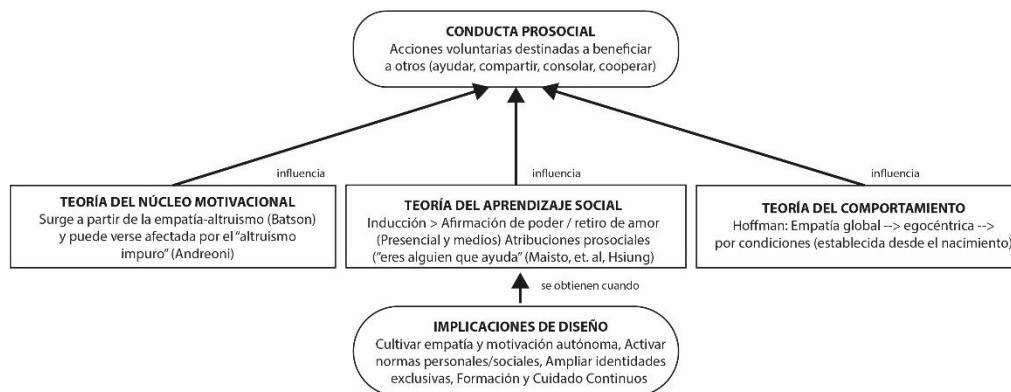 CONDUCTA PROSOCIAL
Acciones voluntarias destinadas a beneficiar
a otros (ayudar, compartir, consolar, cooperar)
influencia
influencia
influencia
TEORÍA DEL NÚCLEO MOTIVACIONAL
Surge a partir de la empatía-altruismo (Batson)
y puede verse afectada por el “altruismo
impuro” (Andreoni)
TEORÍA DEL APRENDIZAJE SOCIAL
Inducción > Afirmación de poder / retiro de amor
(Presencial y medios) Atribuciones prosociales
(“eres alguien que ayuda” (Maisto, et. al, Hsiung)
TEORÍA DEL COMPORTAMIENTO
Hoffman: Empatía global --> egocéntrica -->
por condiciones (establecida desde el nacimiento)
se obtienen cuando
IMPLICACIONES DE DISEÑO
Cultivar empatía y motivación autónoma, Activar
normas personales/sociales, Ampliar identidades
exclusivas, Formación y Cuidado Continuos